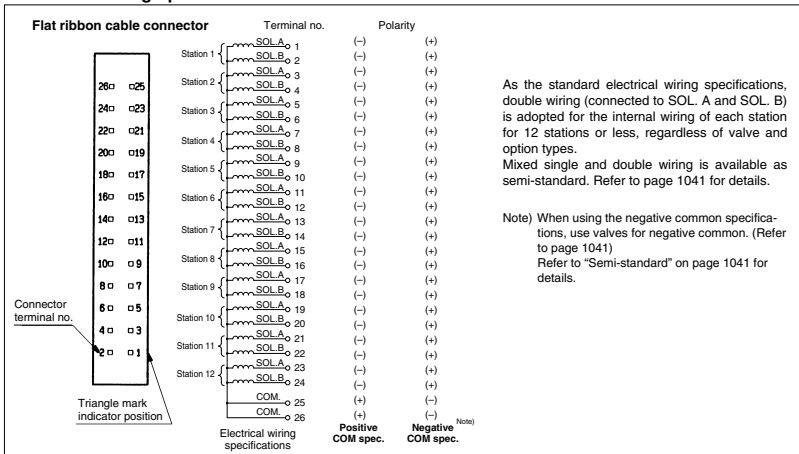 Flat ribbon cable connector
Terminal no.
Polarity
26 25
24 23
22 21
20 19
18 17
16 15
14 13
12 11
10 9
8 7
6 5
4 3
2 1
Connector
terminal no.
Triangle mark
indicator position
Station 1
SOL.A 1 (–) (+)
SOL.B 2 (–) (+)
Station 2
SOL.A 3 (–) (+)
SOL.B 4 (–) (+)
Station 3
SOL.A 5 (–) (+)
SOL.B 6 (–) (+)
Station 4
SOL.A 7 (–) (+)
SOL.B 8 (–) (+)
Station 5
SOL.A 9 (–) (+)
SOL.B 10 (–) (+)
Station 6
SOL.A 11 (–) (+)
SOL.B 12 (–) (+)
Station 7
SOL.A 13 (–) (+)
SOL.B 14 (–) (+)
Station 8
SOL.A 15 (–) (+)
SOL.B 16 (–) (+)
Station 9
SOL.A 17 (–) (+)
SOL.B 18 (–) (+)
Station 10
SOL.A 19 (–) (+)
SOL.B 20 (–) (+)
Station 11
SOL.A 21 (–) (+)
SOL.B 22 (–) (+)
Station 12
SOL.A 23 (–) (+)
SOL.B 24 (–) (+)
COM. 25 (+) (–)
COM. 26 (+) (–)
Electrical wiring
specifications
Positive
COM spec.
Negative Note)
COM spec.
As the standard electrical wiring specifications,
double wiring (connected to SOL. A and SOL. B)
is adopted for the internal wiring of each station
for 12 stations or less, regardless of valve and
option types.
Mixed single and double wiring is available as
semi-standard. Refer to page 1041 for details.
Note) When using the negative common specifica-
tions, use valves for negative common. (Refer
to page 1041)
Refer to “Semi-standard” on page 1041 for
details.